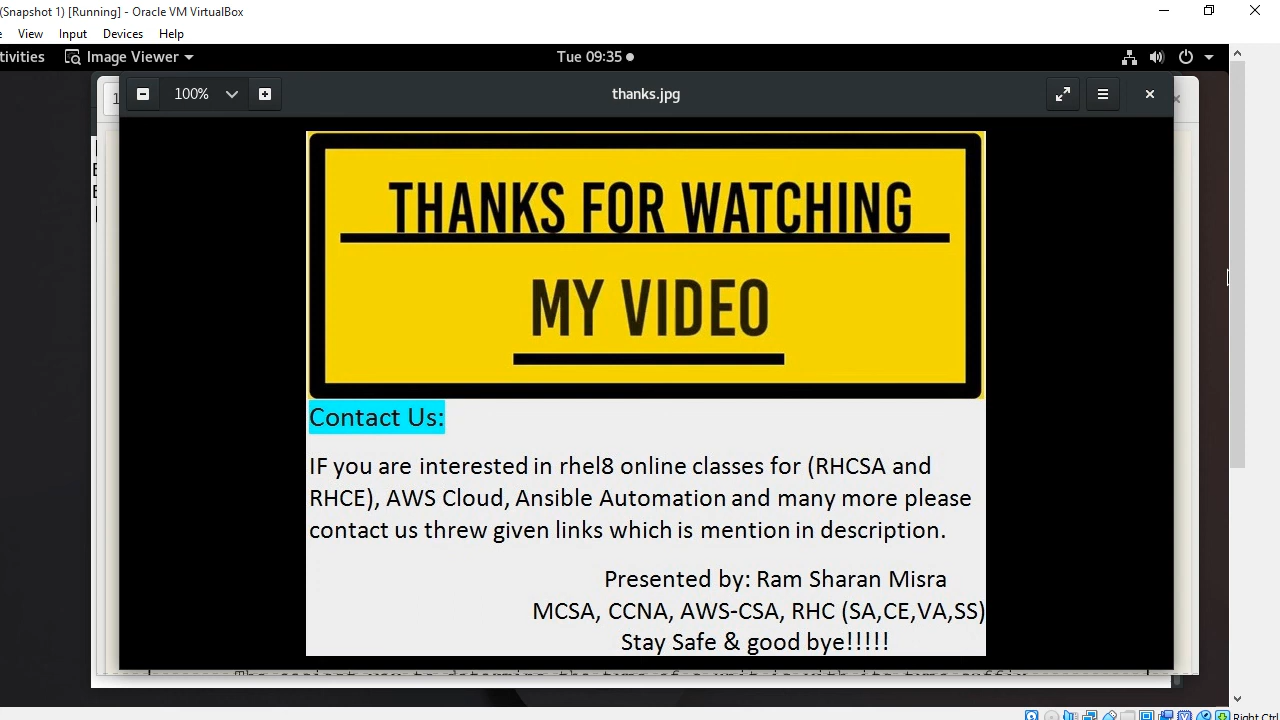 (Snapshot 1) [Running] - Oracle VM VirtualBox
View Input Devices Help
tivities Image Viewer Tue 09:35
100% thanks.jpg
THANKS FOR WATCHING
MY VIDEO
Contact Us:
IF you are interested in rhel8 online classes for (RHCSA and
RHCE), AWS Cloud, Ansible Automation and many more please
contact us threw given links which is mention in description.
Presented by: Ram Sharan Misra
MCSA, CCNA, AWS-CSA, RHC (SA,CE,VA,SS)
Stay Safe & good bye!!!!!
Right Ctrl